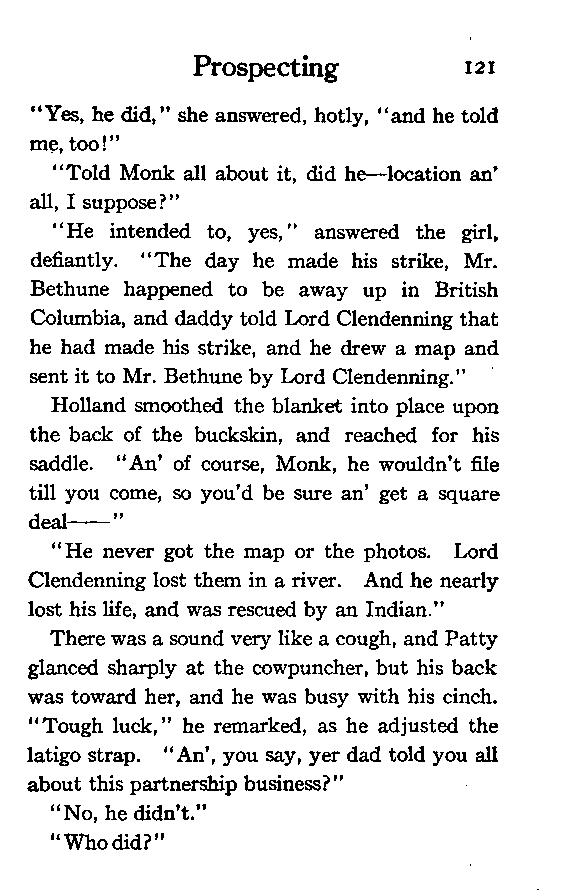 Prospecting 121
"Yes, he did," she answered, hotly, "and he told
me, too!"
"Told Monk all about it, did he—location an'
all, I suppose?"
"He intended to, yes," answered the girl,
defiantly. "The day he made his strike, Mr.
Bethune happened to be away up in British
Columbia, and daddy told Lord Clendenning that
he had made his strike, and he drew a map and
sent it to Mr. Bethune by Lord Clendenning."
Holland smoothed the blanket into place upon
the back of the buckskin, and reached for his
saddle. "An' of course, Monk, he wouldn't file
till you come, so you'd be sure an' get a square
deal——"
"He never got the map or the photos. Lord
Clendenning lost them in a river. And he nearly
lost his life, and was rescued by an Indian."
There was a sound very like a cough, and Patty
glanced sharply at the cowpuncher, but his back
was toward her, and he was busy with his cinch.
"Tough luck," he remarked, as he adjusted the
latigo strap. "An', you say, yer dad told you all
about this partnership business?"
"No, he didn't."
"Who did?"